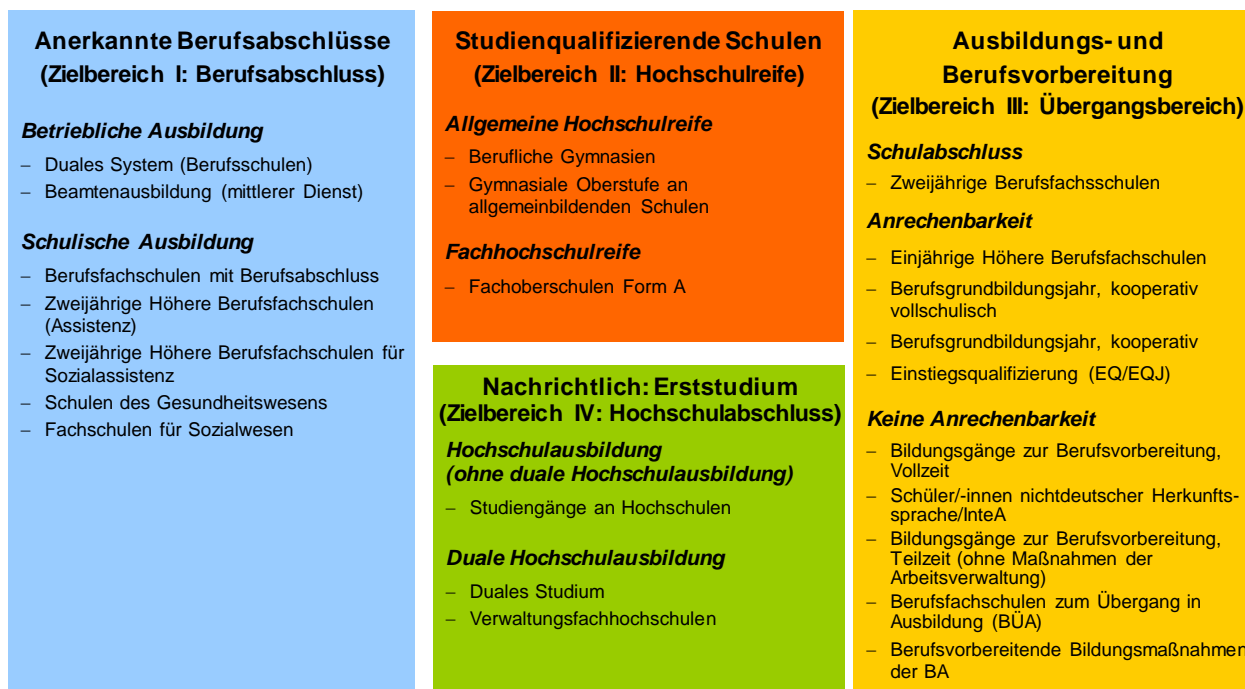 Anerkannte Berufsabschlüsse
(Zielbereich I: Berufsabschluss)
Betriebliche Ausbildung
– Duales System (Berufsschulen)
– Beamtenausbildung (mittlerer Dienst)
Schulische Ausbildung
– Berufsfachschulen mit Berufsabschluss
– Zweijährige Höhere Berufsfachschulen
(Assistenz)
– Zweijährige Höhere Berufsfachschulen für
Sozialassistenz
– Schulen des Gesundheitswesens
– Fachschulen für Sozialwesen
Studienqualifizierende Schulen
(Zielbereich II: Hochschulreife)
Allgemeine Hochschulreife
– Berufliche Gymnasien
– Gymnasiale Oberstufe an
allgemeinbildenden Schulen
Fachhochschulreife
– Fachoberschulen Form A
Nachrichtlich: Erststudium
(Zielbereich IV: Hochschulabschluss)
Hochschulausbildung
(ohne duale Hochschulausbildung)
– Studiengänge an Hochschulen
Duale Hochschulausbildung
– Duales Studium
– Verwaltungsfachhochschulen
Ausbildungs- und
Berufsvorbereitung
(Zielbereich III: Übergangsbereich)
Schulabschluss
– Zweijährige Berufsfachsschulen
Anrechenbarkeit
– Einjährige Höhere Berufsfachschulen
– Berufsgrundbildungsjahr, kooperativ
vollschulisch
– Berufsgrundbildungsjahr, kooperativ
– Einstiegsqualifizierung (EQ/EQJ)
Keine Anrechenbarkeit
– Bildungsgänge zur Berufsvorbereitung,
Vollzeit
– Schüler/-innen nichtdeutscher Herkunfts-
sprache/InteA
– Bildungsgänge zur Berufsvorbereitung,
Teilzeit (ohne Maßnahmen der
Arbeitsverwaltung)
– Berufsfachschulen zum Übergang in
Ausbildung (BÜA)
– Berufsvorbereitende Bildungsmaßnahmen
der BA